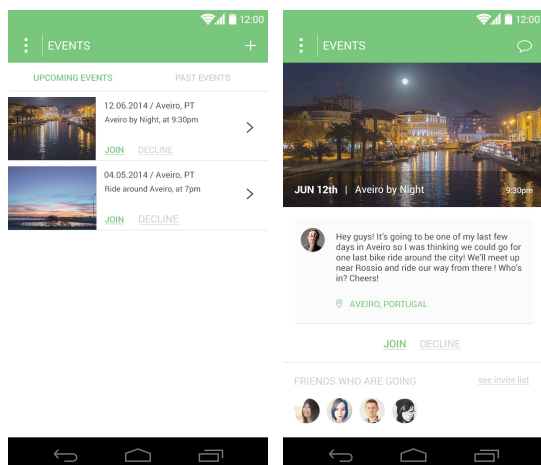 12:00
EVENTS
+
UPCOMING EVENTS PAST EVENTS
12.06.2014 / Aveiro, PT
Aveiro by Night, at 9:30pm
JOIN DECLINE
04.05.2014 / Aveiro, PT
Ride around Aveiro, at 7pm
JOIN DECLINE
12:00
EVENTS
JUN 12th | Aveiro by Night 9:30pm
Hey guys! It's going to be one of my last few
days in Aveiro so I was thinking we could go for
one last bike ride around the city! We'll meet up
near Rossio and ride our way from there ! Who's
in? Cheers!
AVEIRO, PORTUGAL
JOIN DECLINE
FRIENDS WHO ARE GOING see invite list